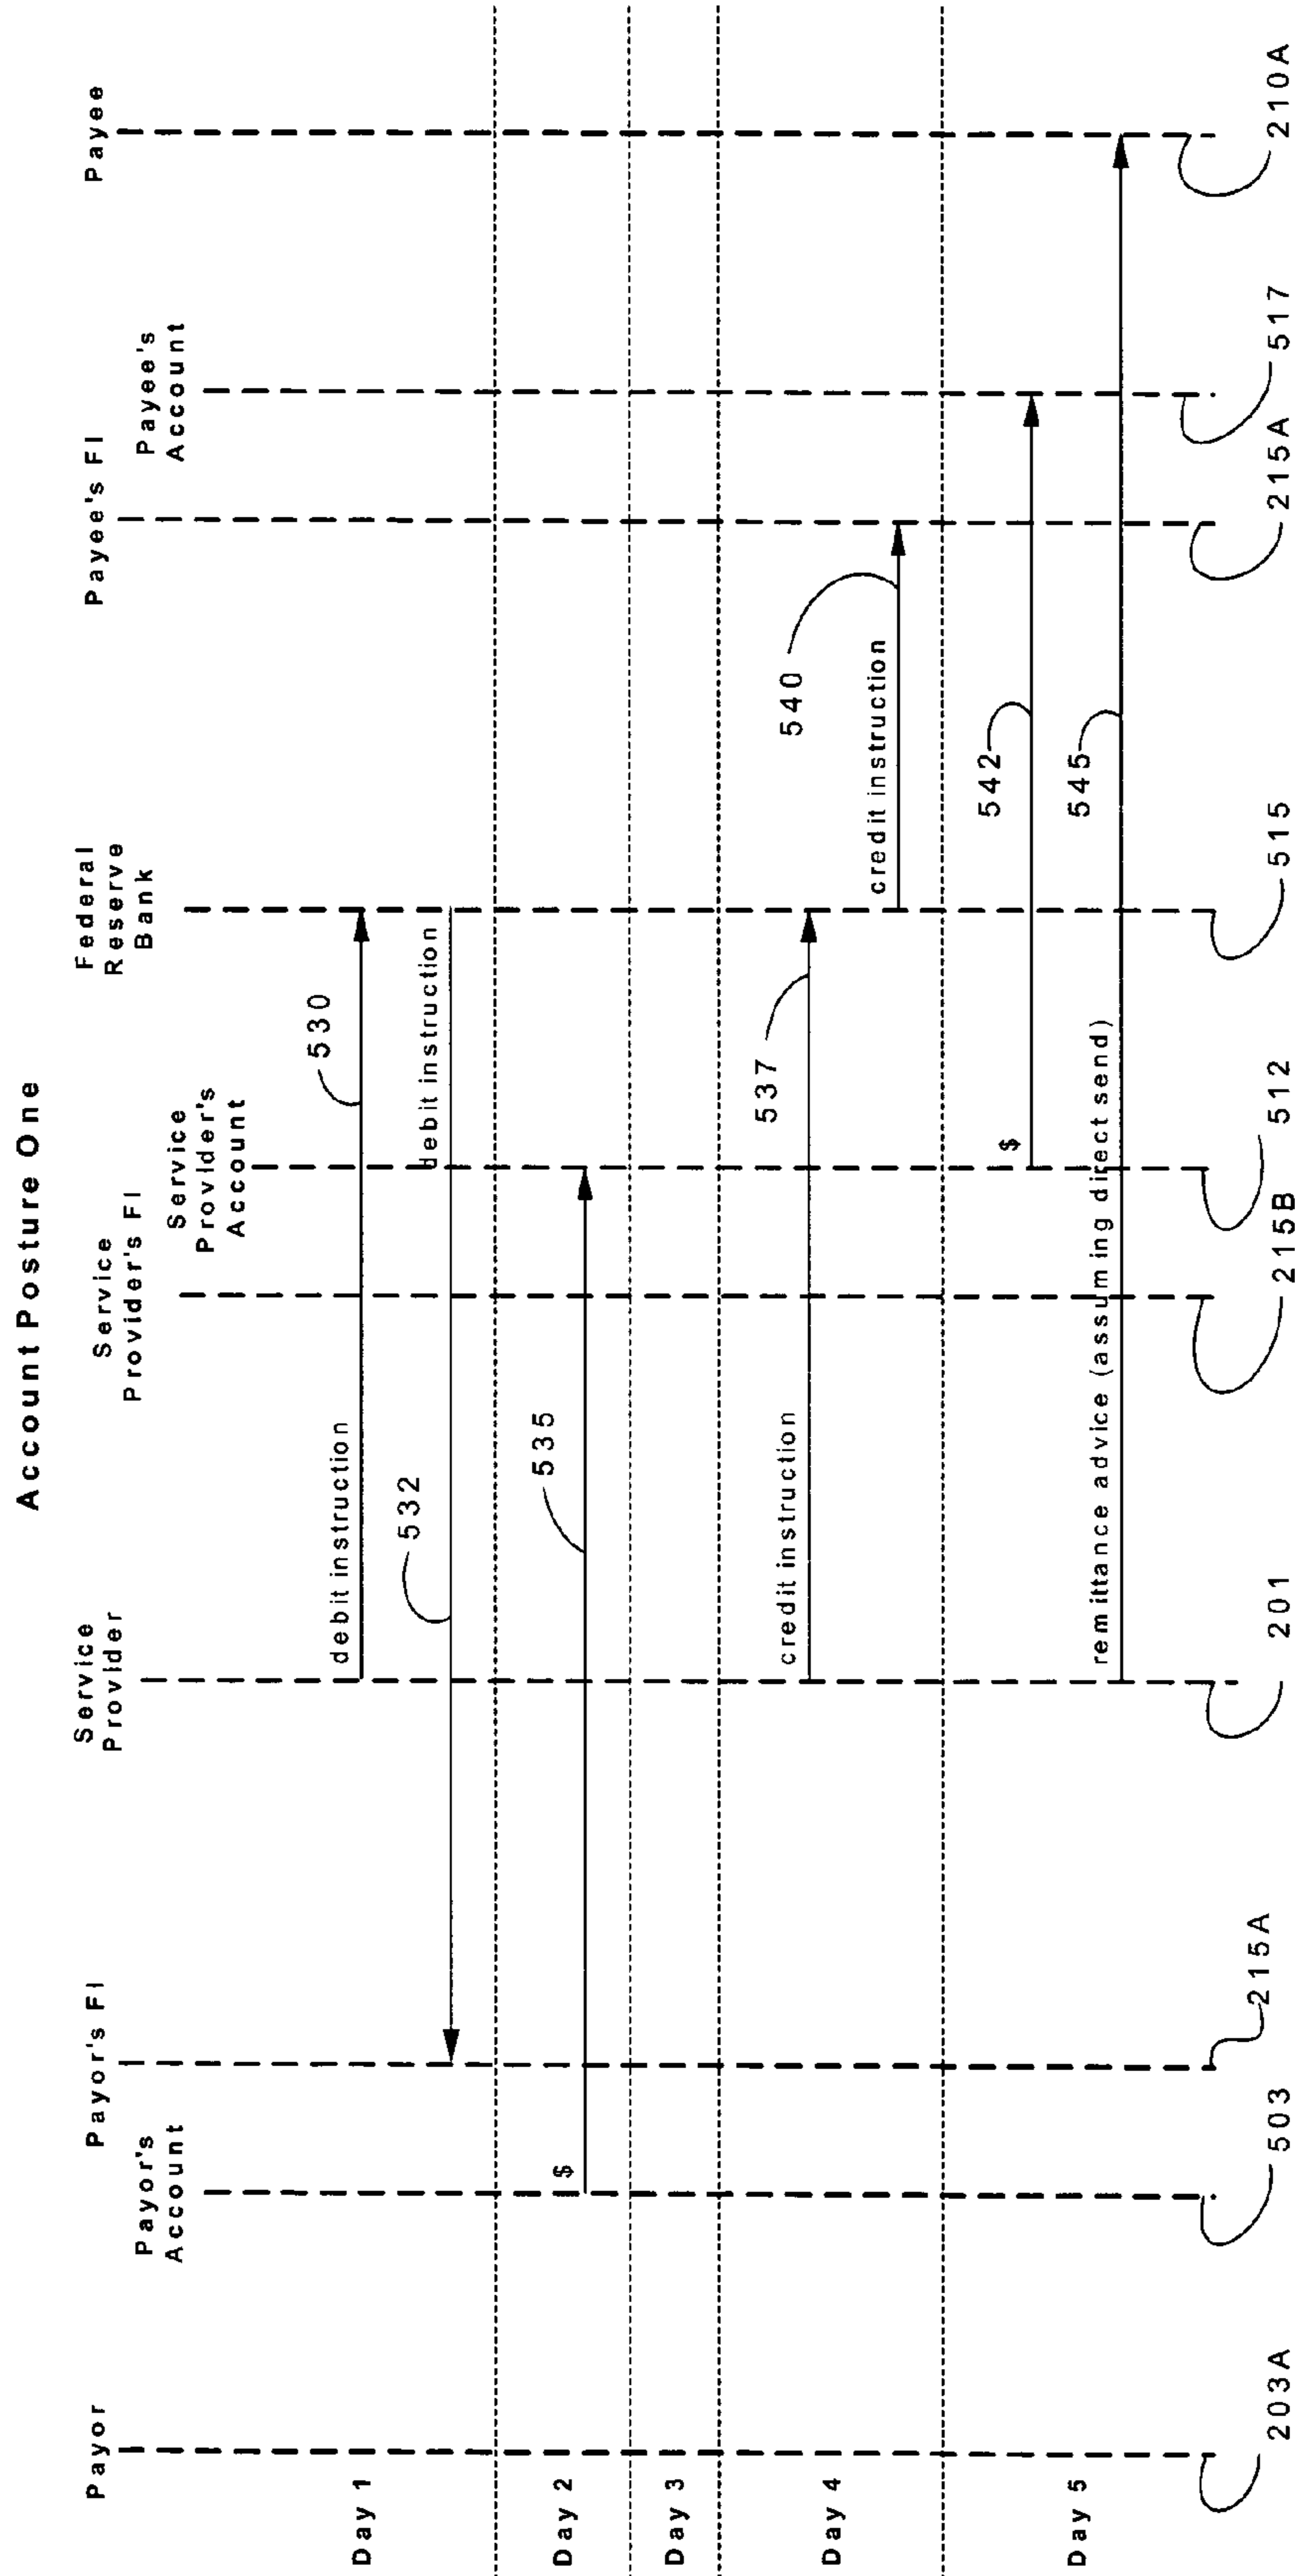 Account Posture One
Payor
Payor's
Account
Payor's FI
Service
Provider
Service
Provider's FI
Service
Provider's
Account
Federal
Reserve
Bank
Payee's FI
Payee's
Account
Payee
Day 1
debit instruction
530
532
debit instruction
Day 2
$
535
Day 3
Day 4
credit instruction
537
540
credit instruction
Day 5
$
542
remittance advice (assuming direct send)
545
203A
503
215A
201
215B
512
515
215A
517
210A